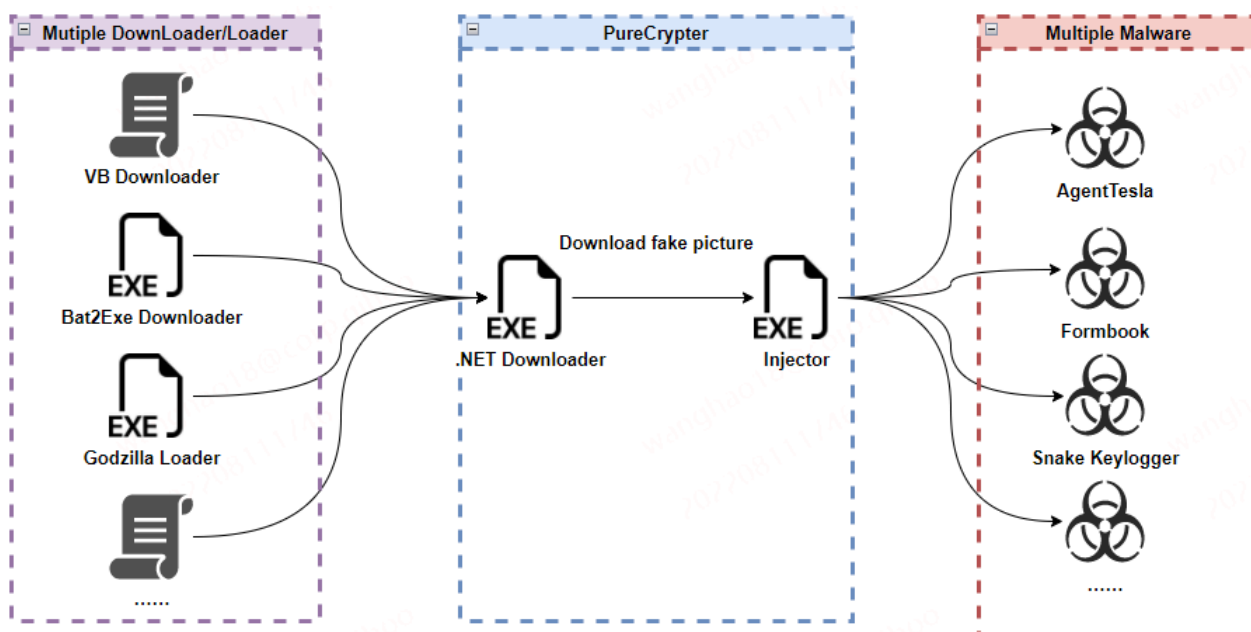 Mutiple DownLoader/Loader
PureCrypter
Multiple Malware
VB Downloader
EXE
Bat2Exe Downloader
EXE
Godzilla Loader
......
Download fake picture
EXE
.NET Downloader
EXE
Injector
AgentTesla
Formbook
Snake Keylogger
......